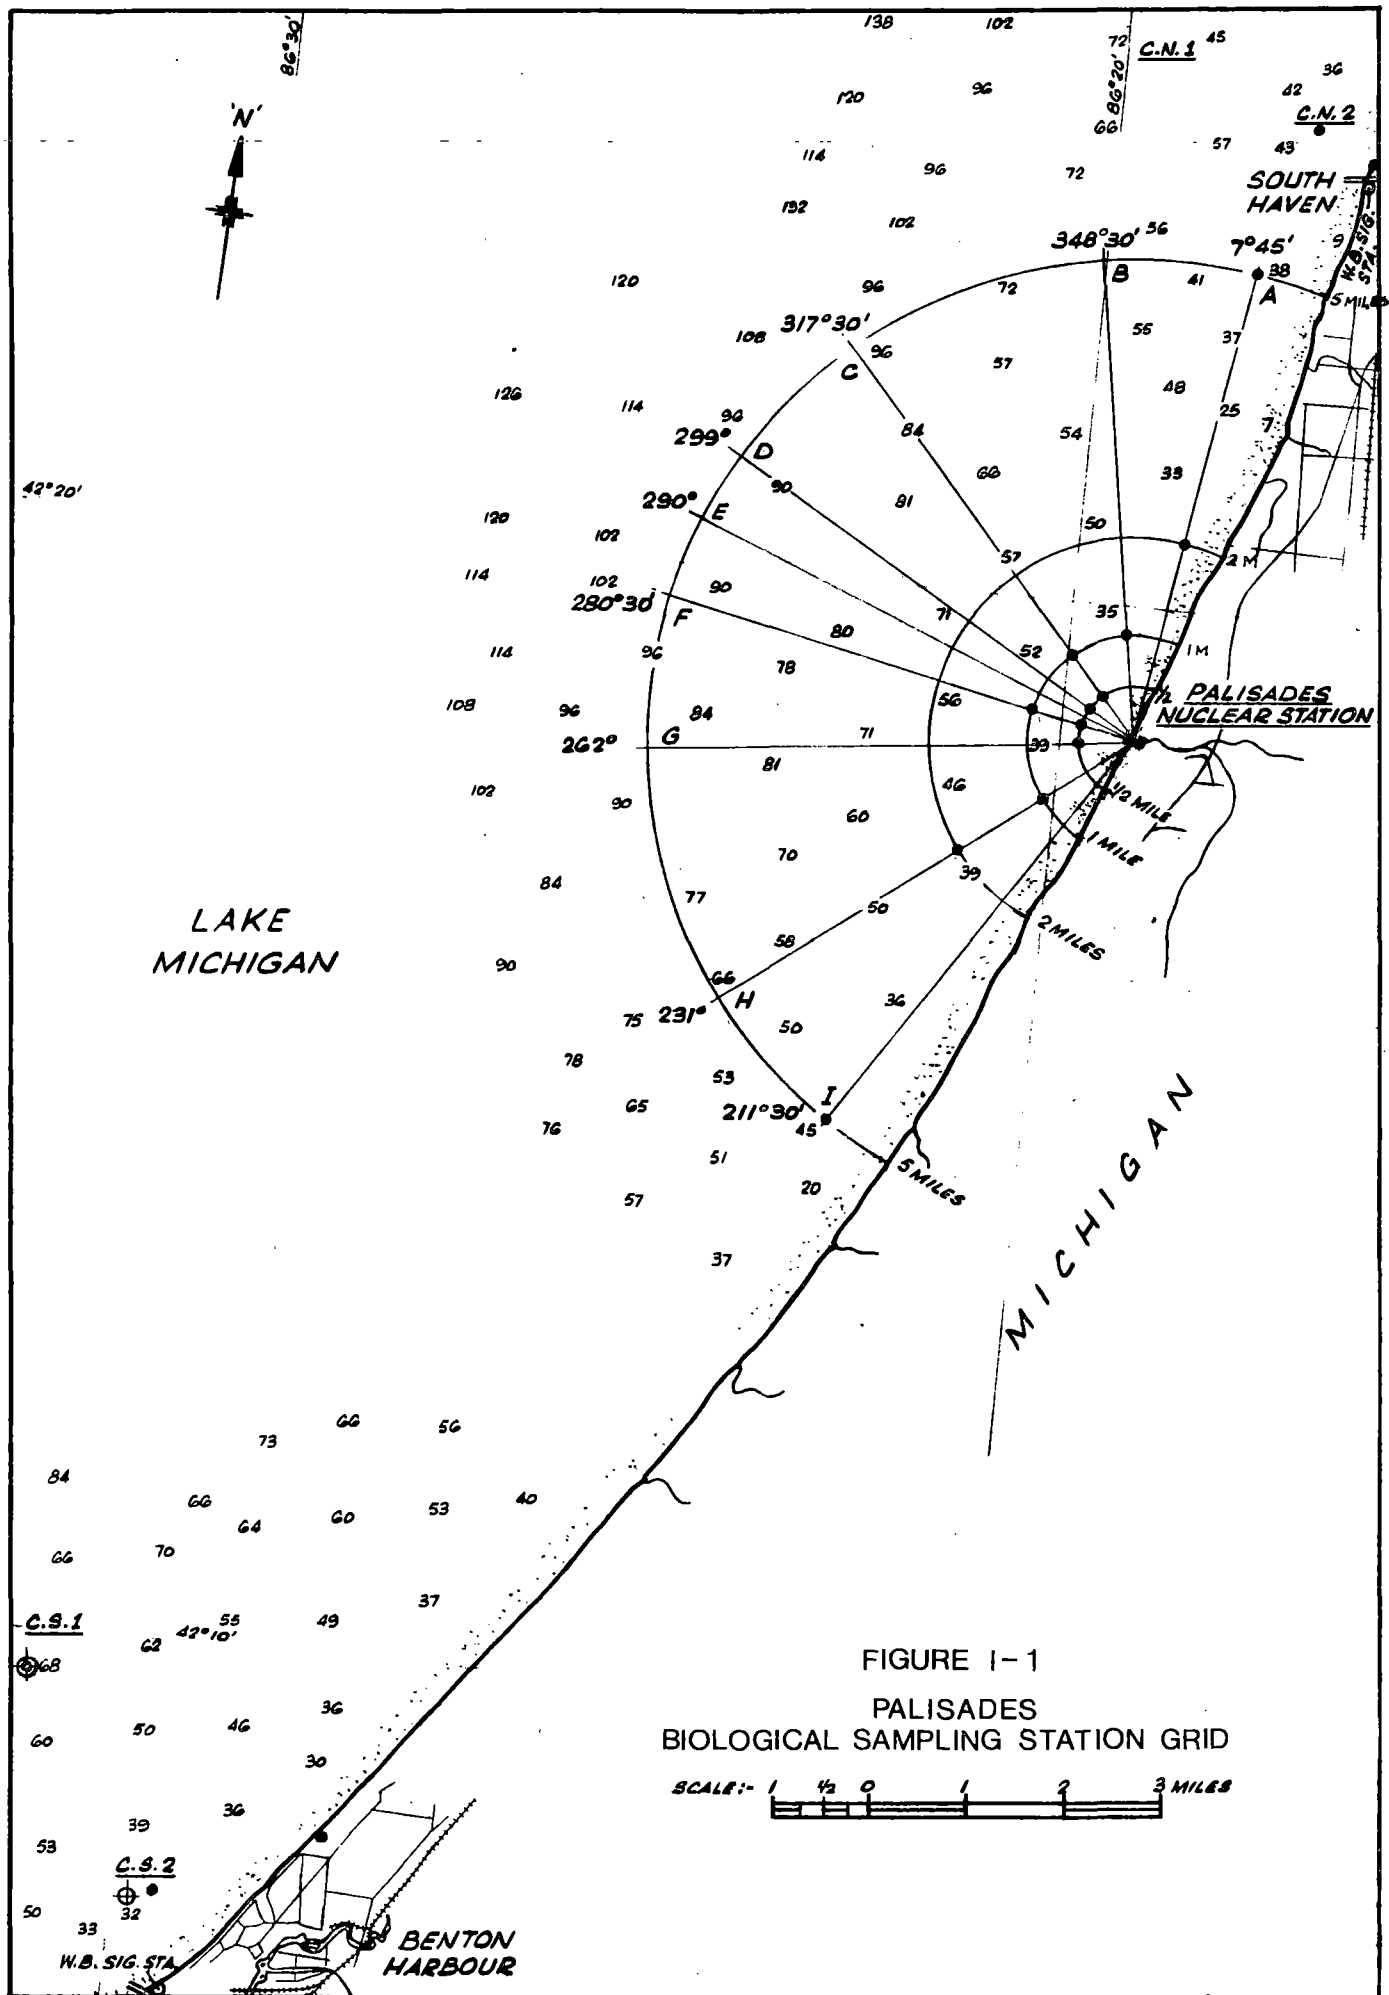 138 102
86°30' 72 C.N.1 45
86°20' 36
120 96 42
'N' C.N.2
66
57 43
114 96 72
SOUTH
HAVEN
132 102
W.B. SIG. STA.
348°30' 56 7°45' 9
B 38
120 96 72 41 A
5 MILES
317°30' 55 37
108 96 57
C
126 114 96 84 48 25 7
299° D 54
66 33
42°20' 90
290° E 81
120 102 50
57 2 M
114 102 90
280°30' F 71 35
80
114 96 78 52 1 M
108 96 84 56 1/2 PALISADES
NUCLEAR STATION
262° G 71 39
81
102 90 46 1/2 MILE
60
70 1 MILE
84 39
77 50
LAKE
MICHIGAN
58 2 MILES
90 66
H 36
75 231° 50
78 53
65 211°30' I
76 45
51 5 MILES
57 20
37
MICHIGAN
73 66 56
84
66 64 60 53 40
66 70
C.S.1 55 49 37
62 42°10'
68
60 50 46 36
30
39 36
53
C.S.2
50 33 32
W.B. SIG. STA.
BENTON
HARBOUR
FIGURE 1-1
PALISADES
BIOLOGICAL SAMPLING STATION GRID
SCALE:- 1 1/2 0 1 2 3 MILES